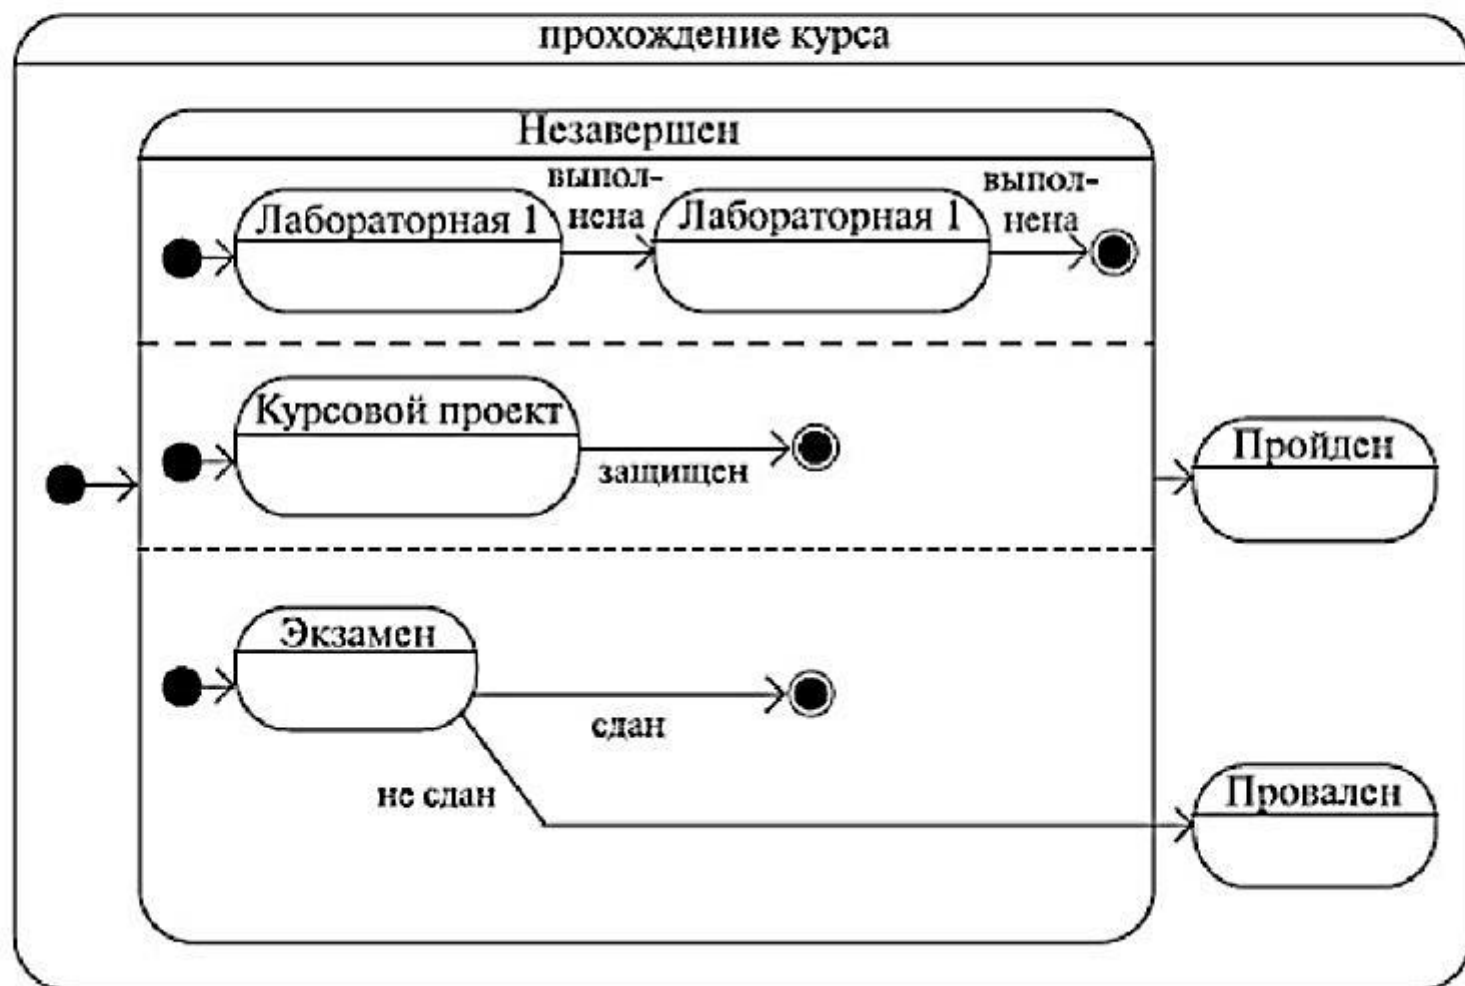 прохождение курса
Незавершен
Лабораторная 1
выпол-
нена
Лабораторная 1
выпол-
нена
Курсовой проект
защищен
Пройден
Экзамен
сдан
не сдан
Провален